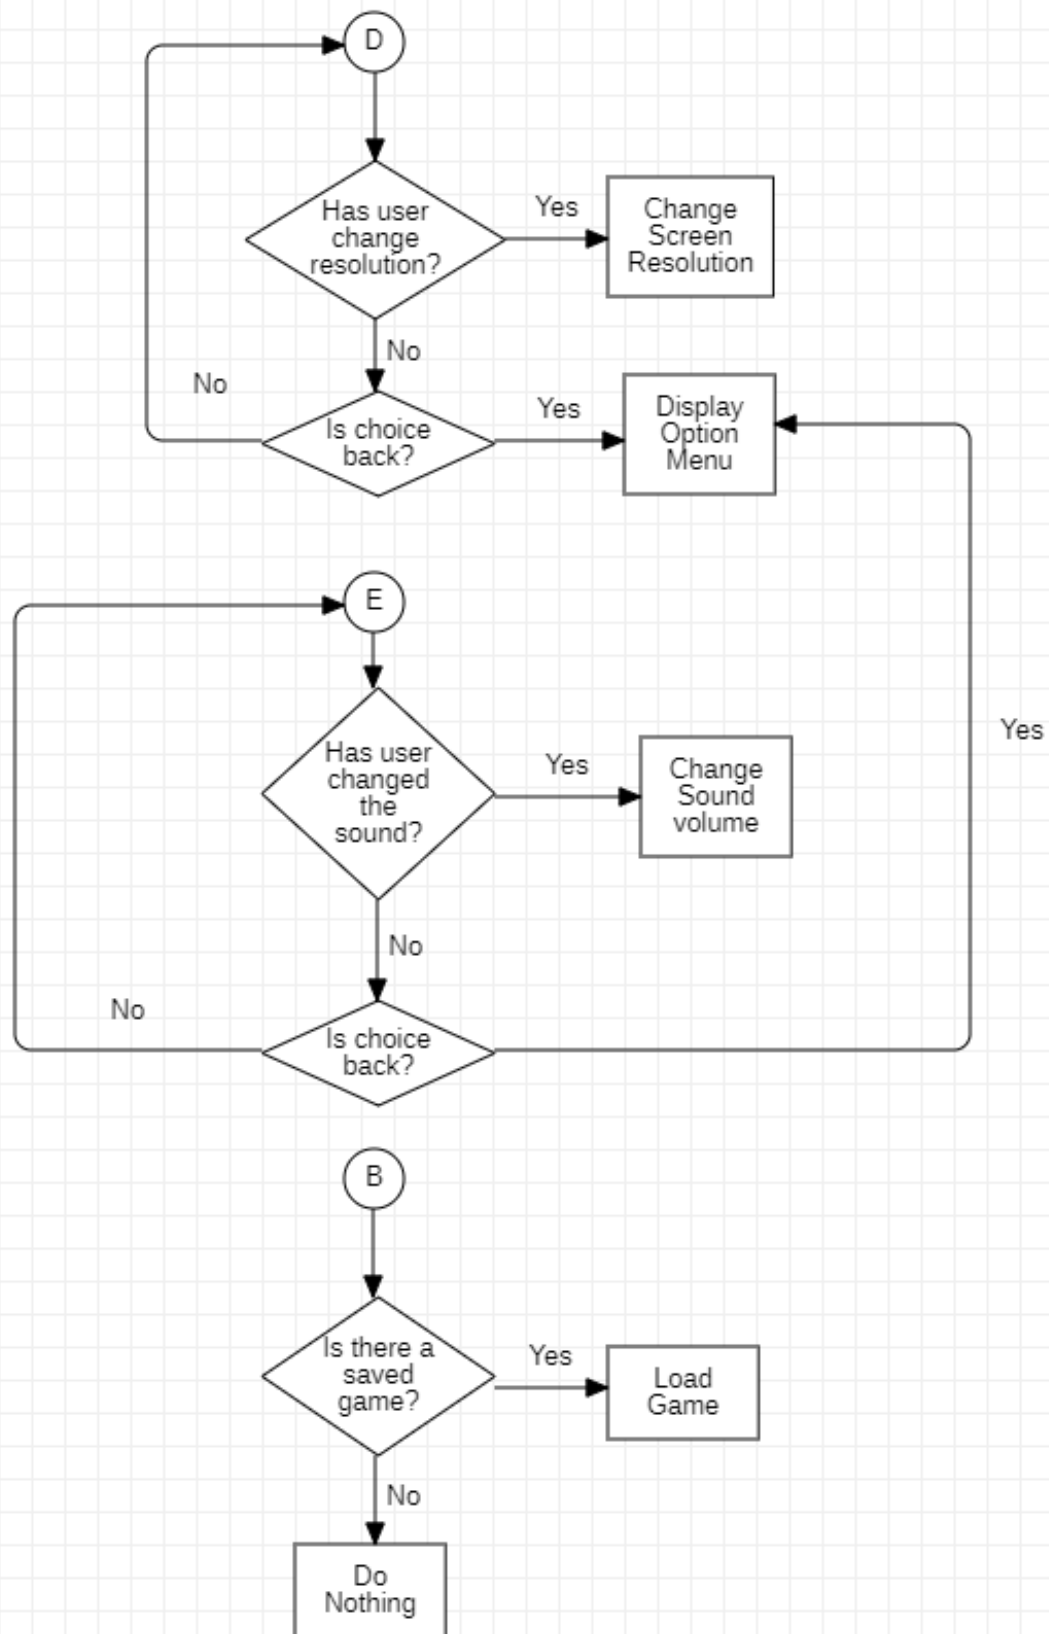 D
Has user
change
resolution?
Yes
Change
Screen
Resolution
No
No
Is choice
back?
Yes
Display
Option
Menu
E
Has user
changed
the
sound?
Yes
Change
Sound
volume
Yes
No
No
Is choice
back?
B
Is there a
saved
game?
Yes
Load
Game
No
Do
Nothing